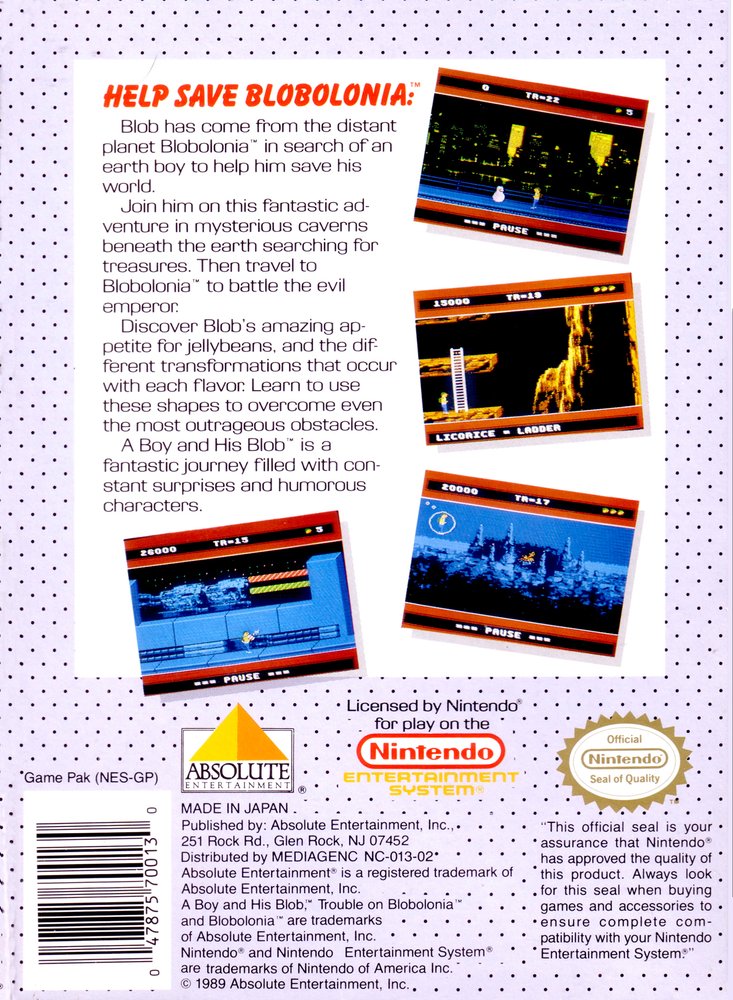 HELP SAVE BLOBOLONIA:™
Blob has come from the distant
planet Blobolonia™ in search of an
earth boy to help him save his
world.
Join him on this fantastic ad-
venture in mysterious caverns
beneath the earth searching for
treasures. Then travel to
Blobolonia™ to battle the evil
emperor.
Discover Blob's amazing ap-
petite for jellybeans, and the dif-
ferent transformations that occur
with each flavor. Learn to use
these shapes to overcome even
the most outrageous obstacles.
A Boy and His Blob™ is a
fantastic journey filled with con-
stant surprises and humorous
characters.
0 TR=22 5
=== PAUSE ===
15000 TR=19
LICORICE = LADDER
20000 TR=17
=== PAUSE ===
26000 TR=15 5
=== PAUSE ===
Licensed by Nintendo®
for play on the
Nintendo
ENTERTAINMENT
SYSTEM®
ABSOLUTE
ENTERTAINMENT®
Official
Nintendo®
Seal of Quality
TM
Game Pak (NES-GP)
0 47875 70013 0
MADE IN JAPAN
Published by: Absolute Entertainment, Inc.,
251 Rock Rd., Glen Rock, NJ 07452
Distributed by MEDIAGENC NC-013-02
Absolute Entertainment® is a registered trademark of
Absolute Entertainment, Inc.
A Boy and His Blob,™ Trouble on Blobolonia™
and Blobolonia™ are trademarks
of Absolute Entertainment, Inc.
Nintendo® and Nintendo Entertainment System®
are trademarks of Nintendo of America Inc.
© 1989 Absolute Entertainment, Inc.
"This official seal is your
assurance that Nintendo®
has approved the quality of
this product. Always look
for this seal when buying
games and accessories to
ensure complete com-
patibility with your Nintendo
Entertainment System®."